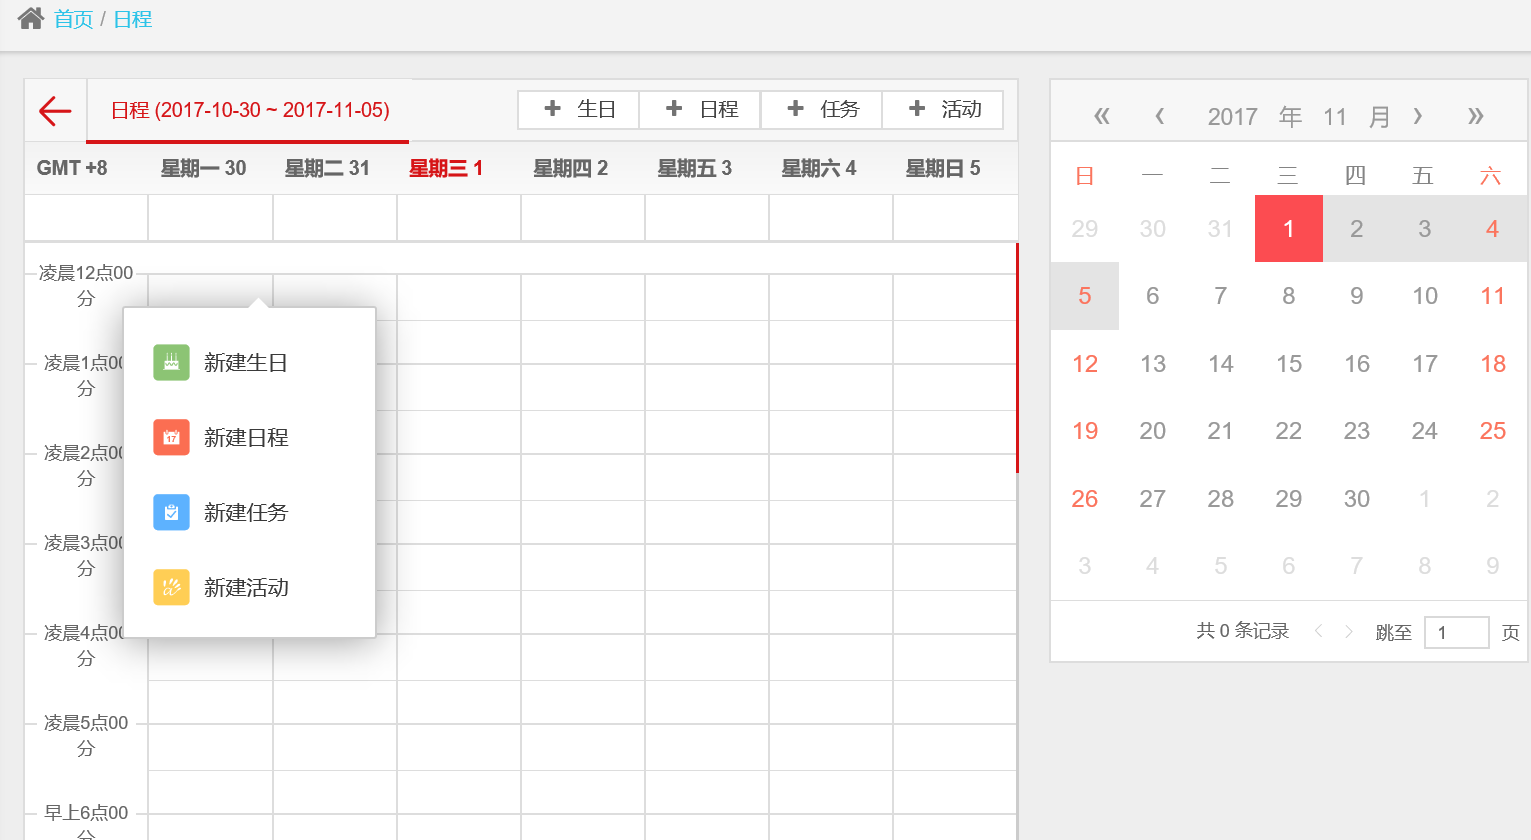 首页 / 日程
日程 (2017-10-30 ~ 2017-11-05)
+ 生日
+ 日程
+ 任务
+ 活动
GMT +8 星期一 30 星期二 31 星期三 1 星期四 2 星期五 3 星期六 4 星期日 5
凌晨12点00
分
凌晨1点00
分
凌晨2点00
分
凌晨3点00
分
凌晨4点00
分
凌晨5点00
分
早上6点00
分
新建生日
17
新建日程
新建任务
新建活动
« ‹ 2017 年 11 月 › »
日 一 二 三 四 五 六
29 30 31 1 2 3 4
5 6 7 8 9 10 11
12 13 14 15 16 17 18
19 20 21 22 23 24 25
26 27 28 29 30 1 2
3 4 5 6 7 8 9
共 0 条记录 < > 跳至 1 页